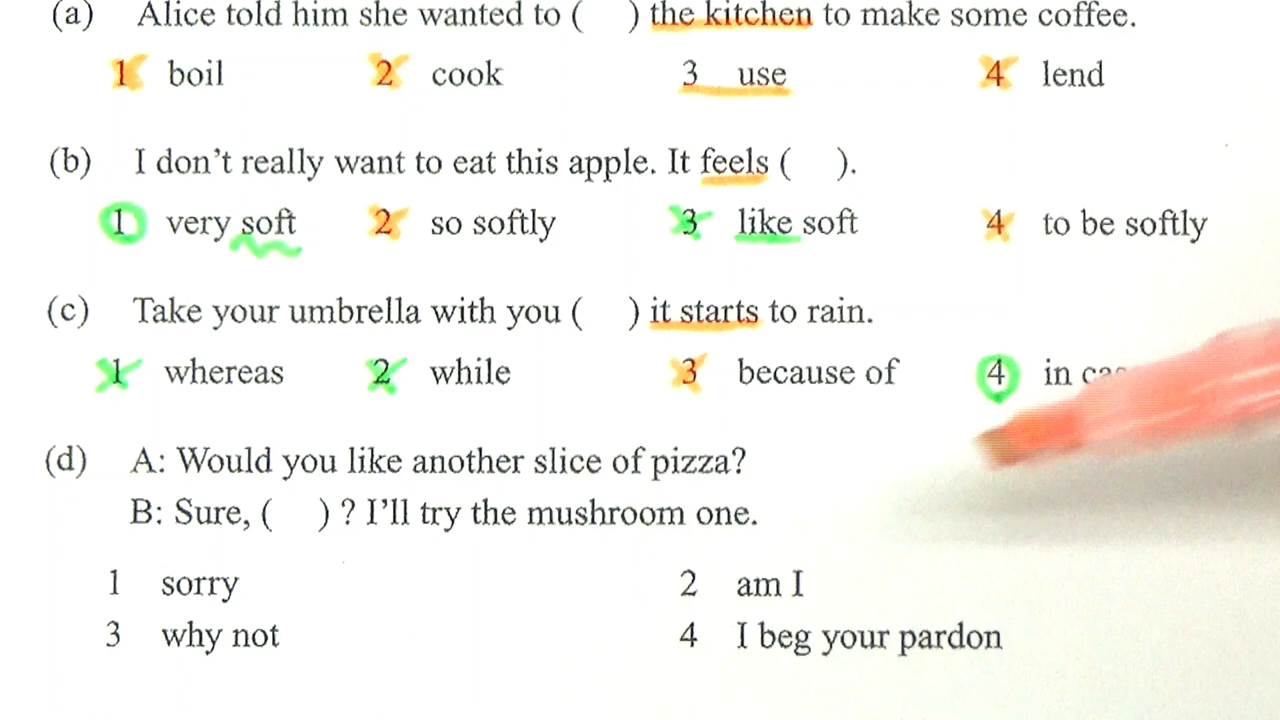 (a) Alice told him she wanted to ( ) the kitchen to make some coffee.
1 boil 2 cook 3 use 4 lend
(b) I don't really want to eat this apple. It feels ( ).
1 very soft 2 so softly 3 like soft 4 to be softly
(c) Take your umbrella with you ( ) it starts to rain.
1 whereas 2 while 3 because of 4 in
(d) A: Would you like another slice of pizza?
B: Sure, ( ) ? I'll try the mushroom one.
1 sorry 2 am I
3 why not 4 I beg your pardon